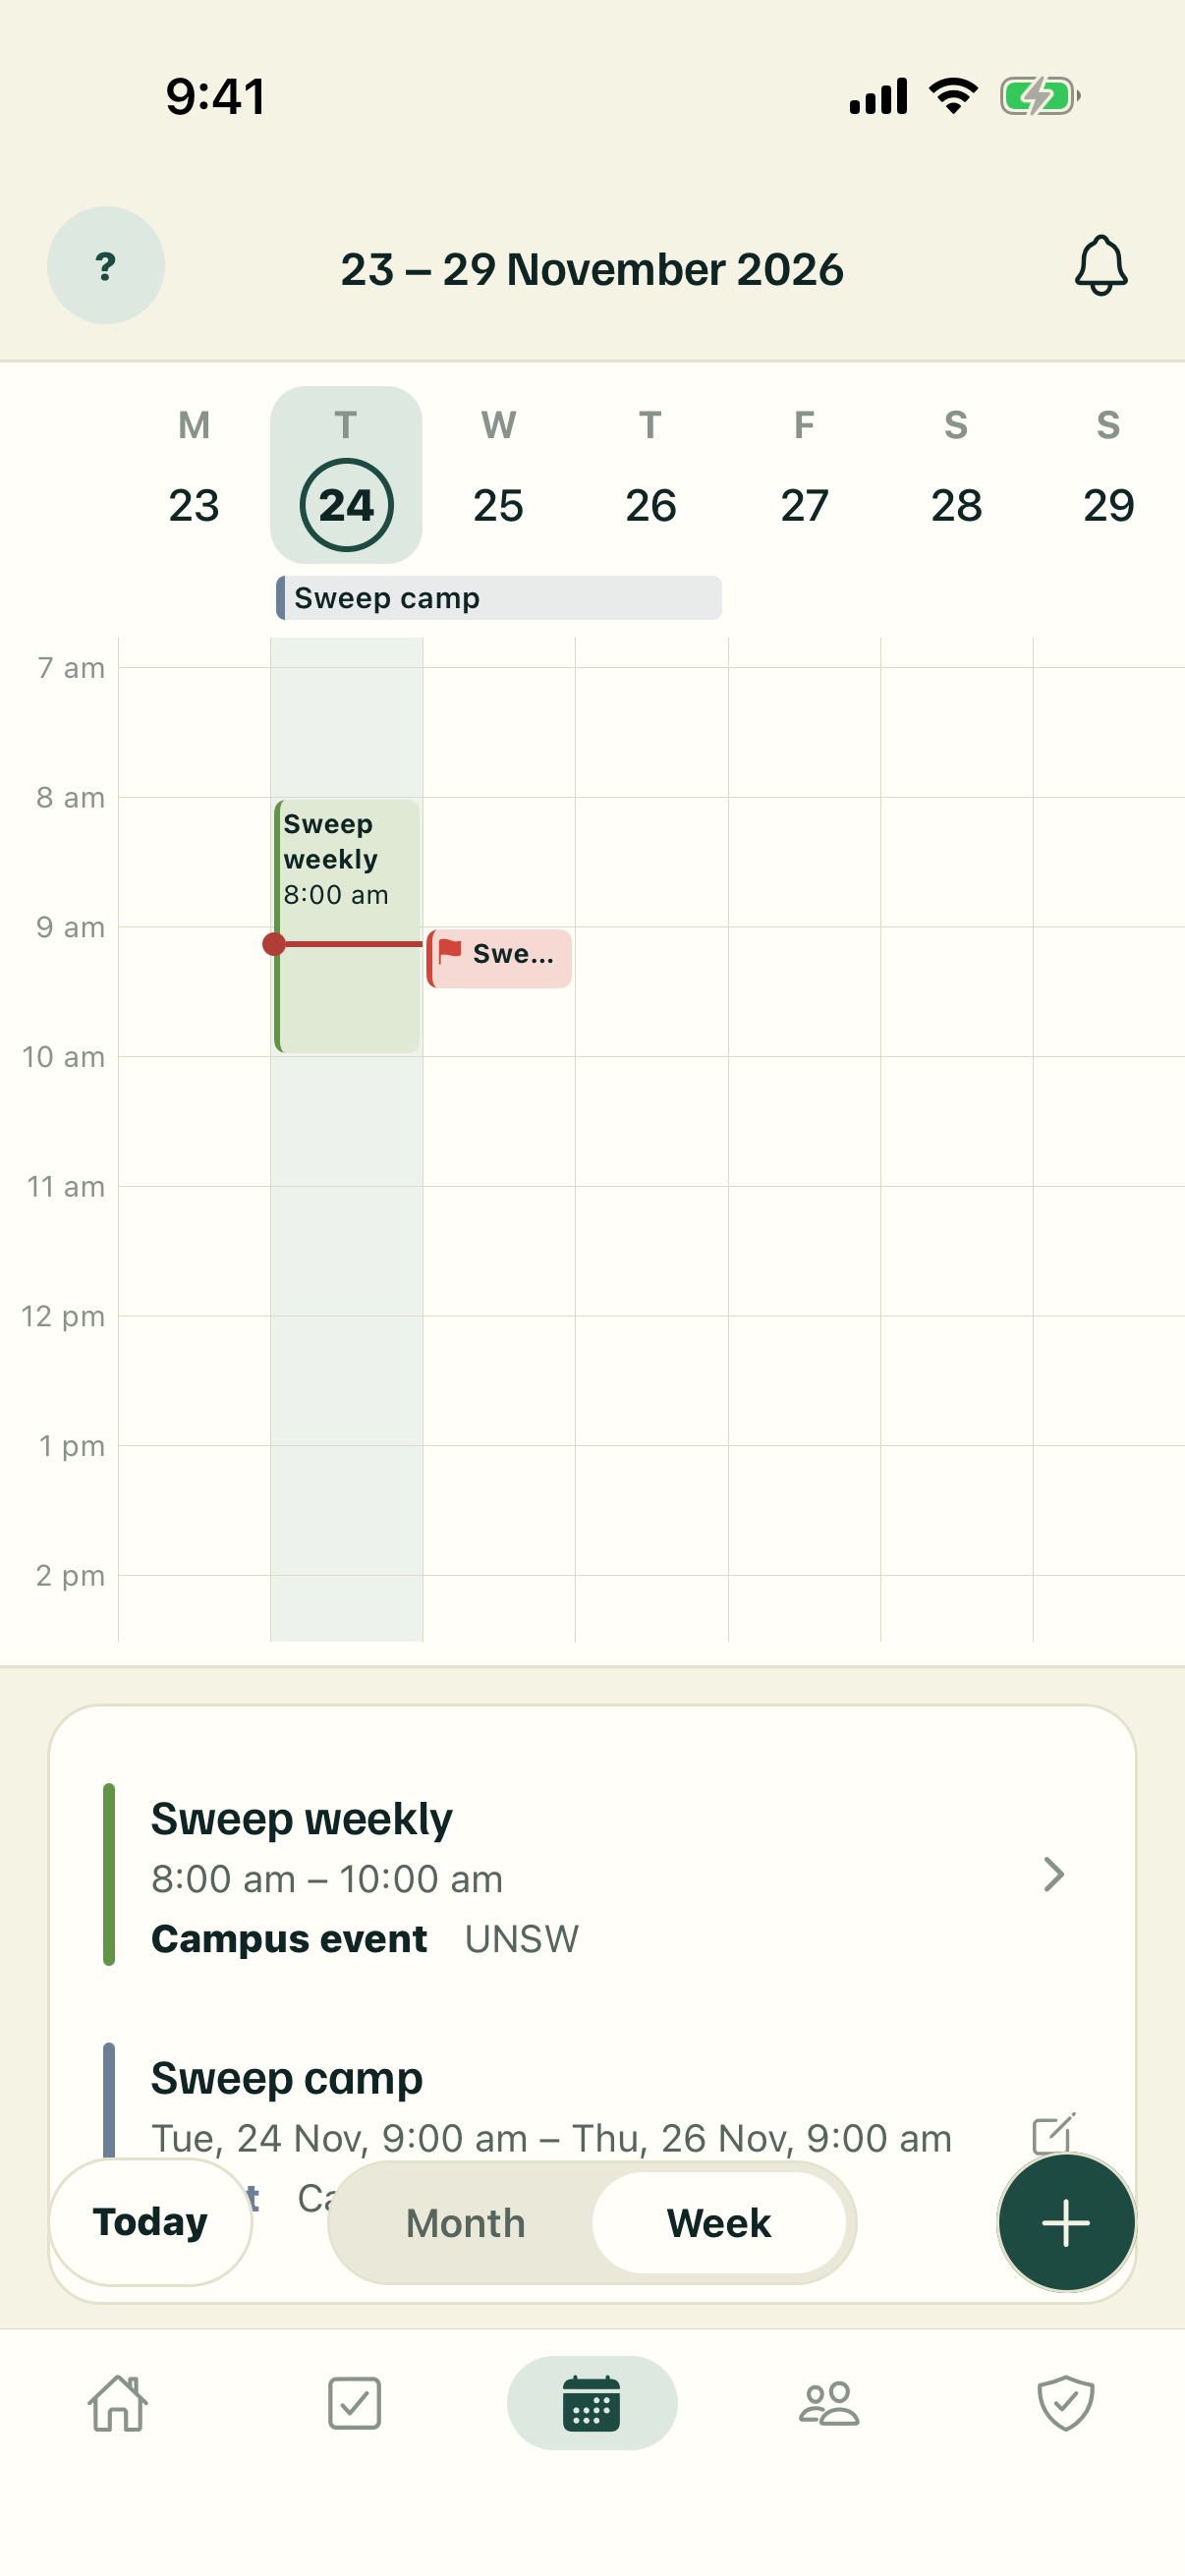 9:41
?
23 – 29 November 2026
M T W T F S S
23 24 25 26 27 28 29
Sweep camp
7 am
8 am
Sweep
weekly
8:00 am
9 am
Swe...
10 am
11 am
12 pm
1 pm
2 pm
Sweep weekly
8:00 am – 10:00 am
Campus event UNSW
Sweep camp
Tue, 24 Nov, 9:00 am – Thu, 26 Nov, 9:00 am
Today Month Week